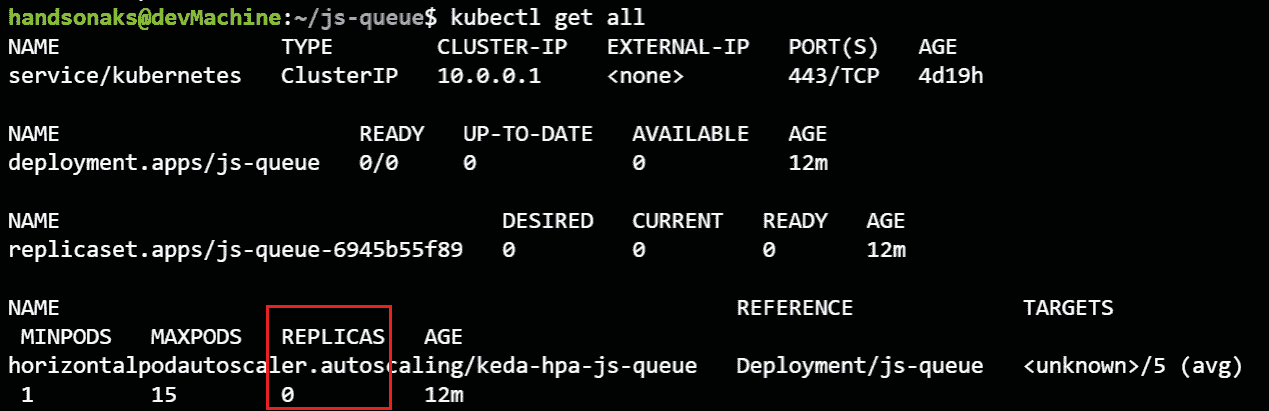 handsonaks@devMachine:~/js-queue$ kubectl get all
NAME                 TYPE        CLUSTER-IP   EXTERNAL-IP   PORT(S)   AGE
service/kubernetes   ClusterIP   10.0.0.1     <none>        443/TCP   4d19h
NAME                       READY   UP-TO-DATE   AVAILABLE   AGE
deployment.apps/js-queue   0/0     0            0           12m
NAME                                  DESIRED   CURRENT   READY   AGE
replicaset.apps/js-queue-6945b55f89   0         0         0       12m
NAME                                                    REFERENCE             TARGETS
 MINPODS   MAXPODS   REPLICAS   AGE
horizontalpodautoscaler.autoscaling/keda-hpa-js-queue   Deployment/js-queue   <unknown>/5 (avg)
 1         15        0          12m